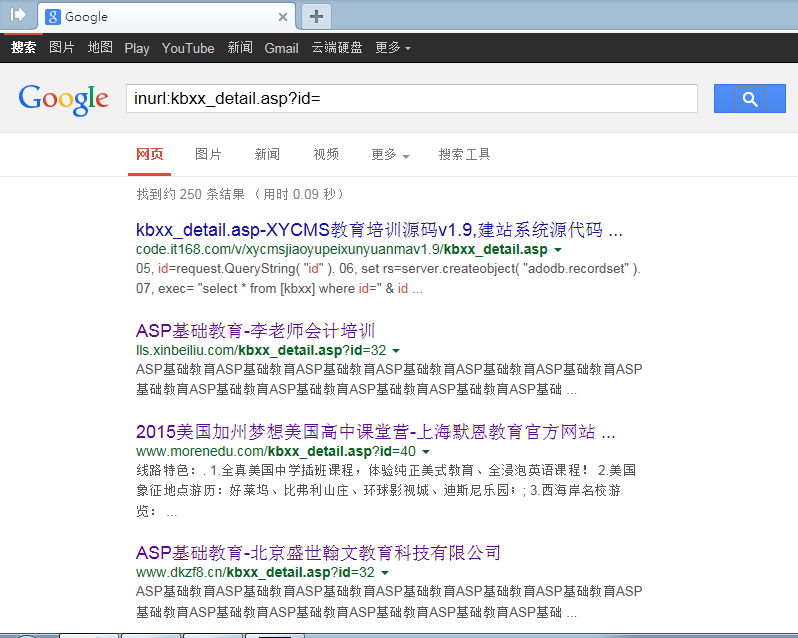 Google
搜索 图片 地图 Play YouTube 新闻 Gmail 云端硬盘 更多
Google
inurl:kbxx_detail.asp?id=
网页 图片 新闻 视频 更多 搜索工具
找到约 250 条结果 （用时 0.09 秒）
kbxx_detail.asp-XYCMS教育培训源码v1.9,建站系统源代码 ...
code.it168.com/v/xycmsjiaoyupeixunyuanmav1.9/kbxx_detail.asp
05, id=request.QueryString( "id" ). 06, set rs=server.createobject( "adodb.recordset" ).
07, exec= "select * from [kbxx] where id=" & id ...
ASP基础教育-李老师会计培训
lls.xinbeiliu.com/kbxx_detail.asp?id=32
ASP基础教育ASP基础教育ASP基础教育ASP基础教育ASP基础教育ASP基础教育ASP
基础教育ASP基础教育ASP基础教育ASP基础教育ASP基础教育ASP基础 ...
2015美国加州梦想美国高中课堂营-上海默恩教育官方网站 ...
www.morenedu.com/kbxx_detail.asp?id=40
线路特色：. 1.全真美国中学插班课程，体验纯正美式教育、全浸泡英语课程！ 2.美国
象征地点游历：好莱坞、比弗利山庄、环球影视城、迪斯尼乐园；; 3.西海岸名校游
览： ...
ASP基础教育-北京盛世翰文教育科技有限公司
www.dkzf8.cn/kbxx_detail.asp?id=32
ASP基础教育ASP基础教育ASP基础教育ASP基础教育ASP基础教育ASP基础教育ASP
基础教育ASP基础教育ASP基础教育ASP基础教育ASP基础教育ASP基础 ...